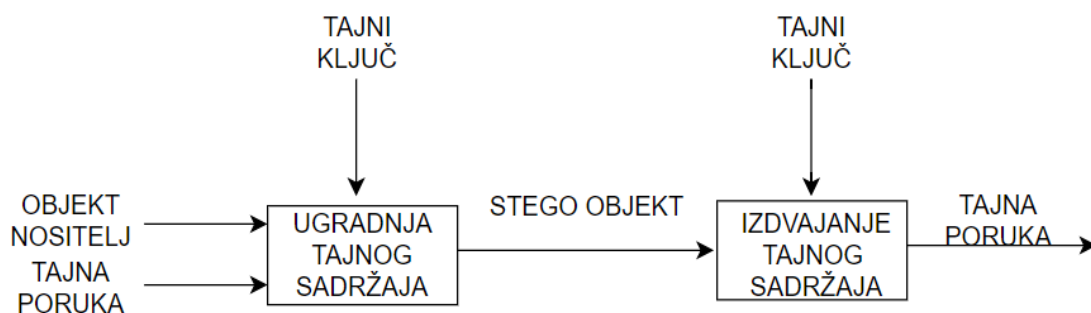 TAJNI
KLJUČ
TAJNI
KLJUČ
OBJEKT
NOSITELJ
TAJNA
PORUKA
UGRADNJA
TAJNOG
SADRŽAJA
STEGO OBJEKT
IZDVAJANJE
TAJNOG
SADRŽAJA
TAJNA
PORUKA